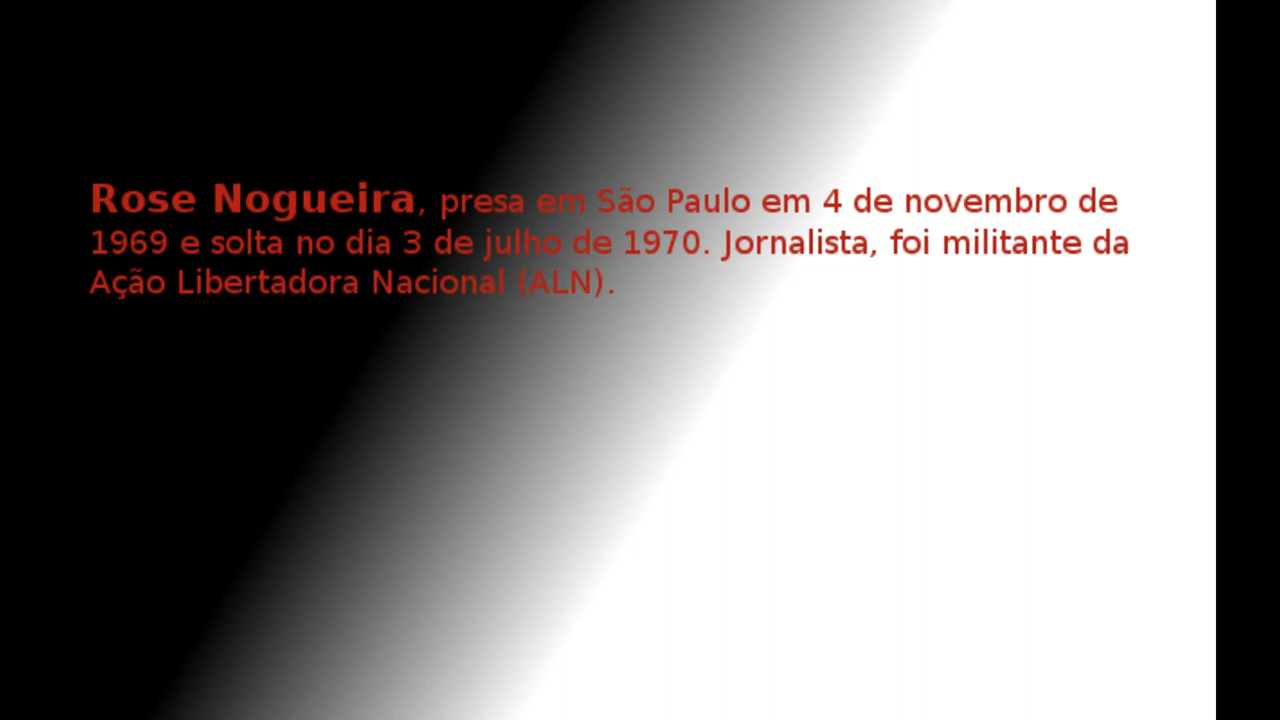 Rose Nogueira, presa em São Paulo em 4 de novembro de
1969 e solta no dia 3 de julho de 1970. Jornalista, foi militante da
Ação Libertadora Nacional (ALN).